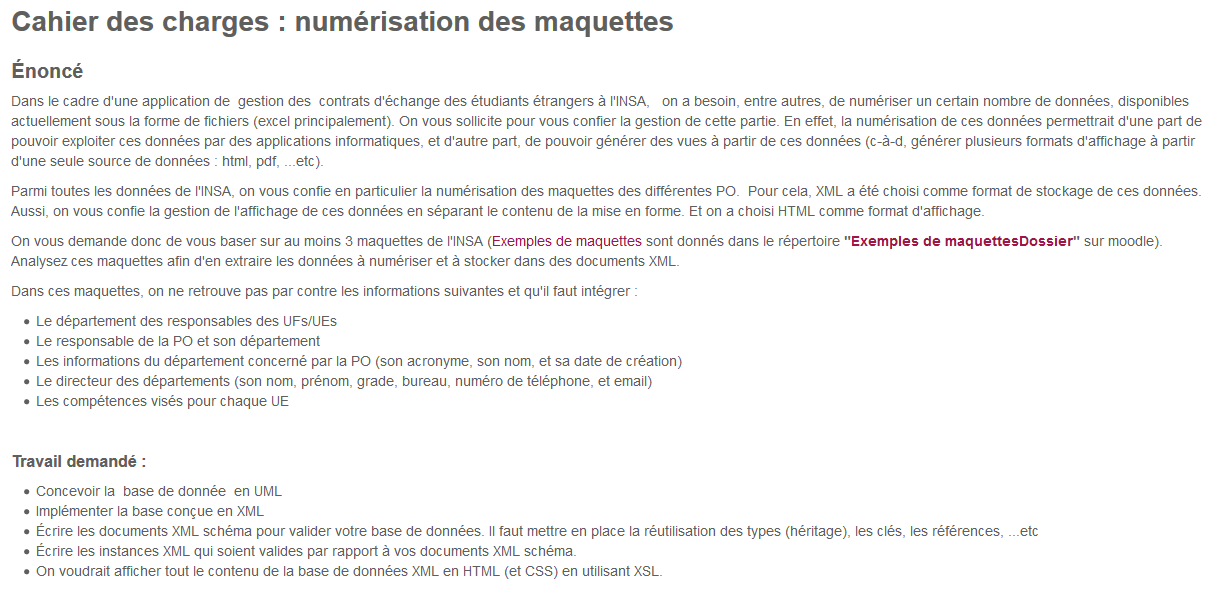 Cahier des charges : numérisation des maquettes
Énoncé
Dans le cadre d'une application de gestion des contrats d'échange des étudiants étrangers à l'INSA, on a besoin, entre autres, de numériser un certain nombre de données, disponibles
actuellement sous la forme de fichiers (excel principalement). On vous sollicite pour vous confier la gestion de cette partie. En effet, la numérisation de ces données permettrait d'une part de
pouvoir exploiter ces données par des applications informatiques, et d'autre part, de pouvoir générer des vues à partir de ces données (c-à-d, générer plusieurs formats d'affichage à partir
d'une seule source de données : html, pdf, ...etc).
Parmi toutes les données de l'INSA, on vous confie en particulier la numérisation des maquettes des différentes PO. Pour cela, XML a été choisi comme format de stockage de ces données.
Aussi, on vous confie la gestion de l'affichage de ces données en séparant le contenu de la mise en forme. Et on a choisi HTML comme format d'affichage.
On vous demande donc de vous baser sur au moins 3 maquettes de l'INSA (Exemples de maquettes sont donnés dans le répertoire "Exemples de maquettesDossier" sur moodle).
Analysez ces maquettes afin d'en extraire les données à numériser et à stocker dans des documents XML.
Dans ces maquettes, on ne retrouve pas par contre les informations suivantes et qu'il faut intégrer :
• Le département des responsables des UFs/UEs
• Le responsable de la PO et son département
• Les informations du département concerné par la PO (son acronyme, son nom, et sa date de création)
• Le directeur des départements (son nom, prénom, grade, bureau, numéro de téléphone, et email)
• Les compétences visés pour chaque UE
Travail demandé :
• Concevoir la base de donnée en UML
• Implémenter la base conçue en XML
• Écrire les documents XML schéma pour valider votre base de données. Il faut mettre en place la réutilisation des types (héritage), les clés, les références, ...etc
• Écrire les instances XML qui soient valides par rapport à vos documents XML schéma.
• On voudrait afficher tout le contenu de la base de données XML en HTML (et CSS) en utilisant XSL.